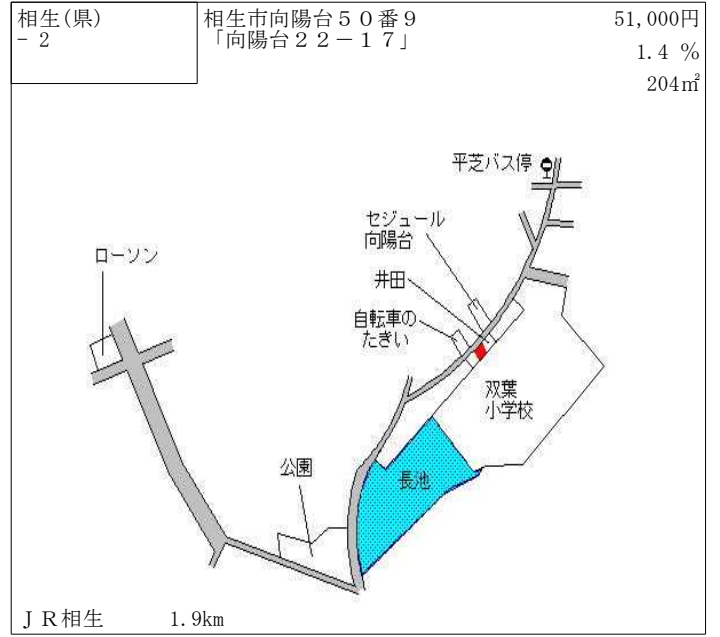 相生(県)
－２
相生市向陽台５０番９
「向陽台２２－１７」
51,000円
1.4 %
204㎡
平芝バス停
セジュール
向陽台
ローソン
井田
自転車の
たきい
双葉
小学校
長池
公園
ＪＲ相生 1.9km